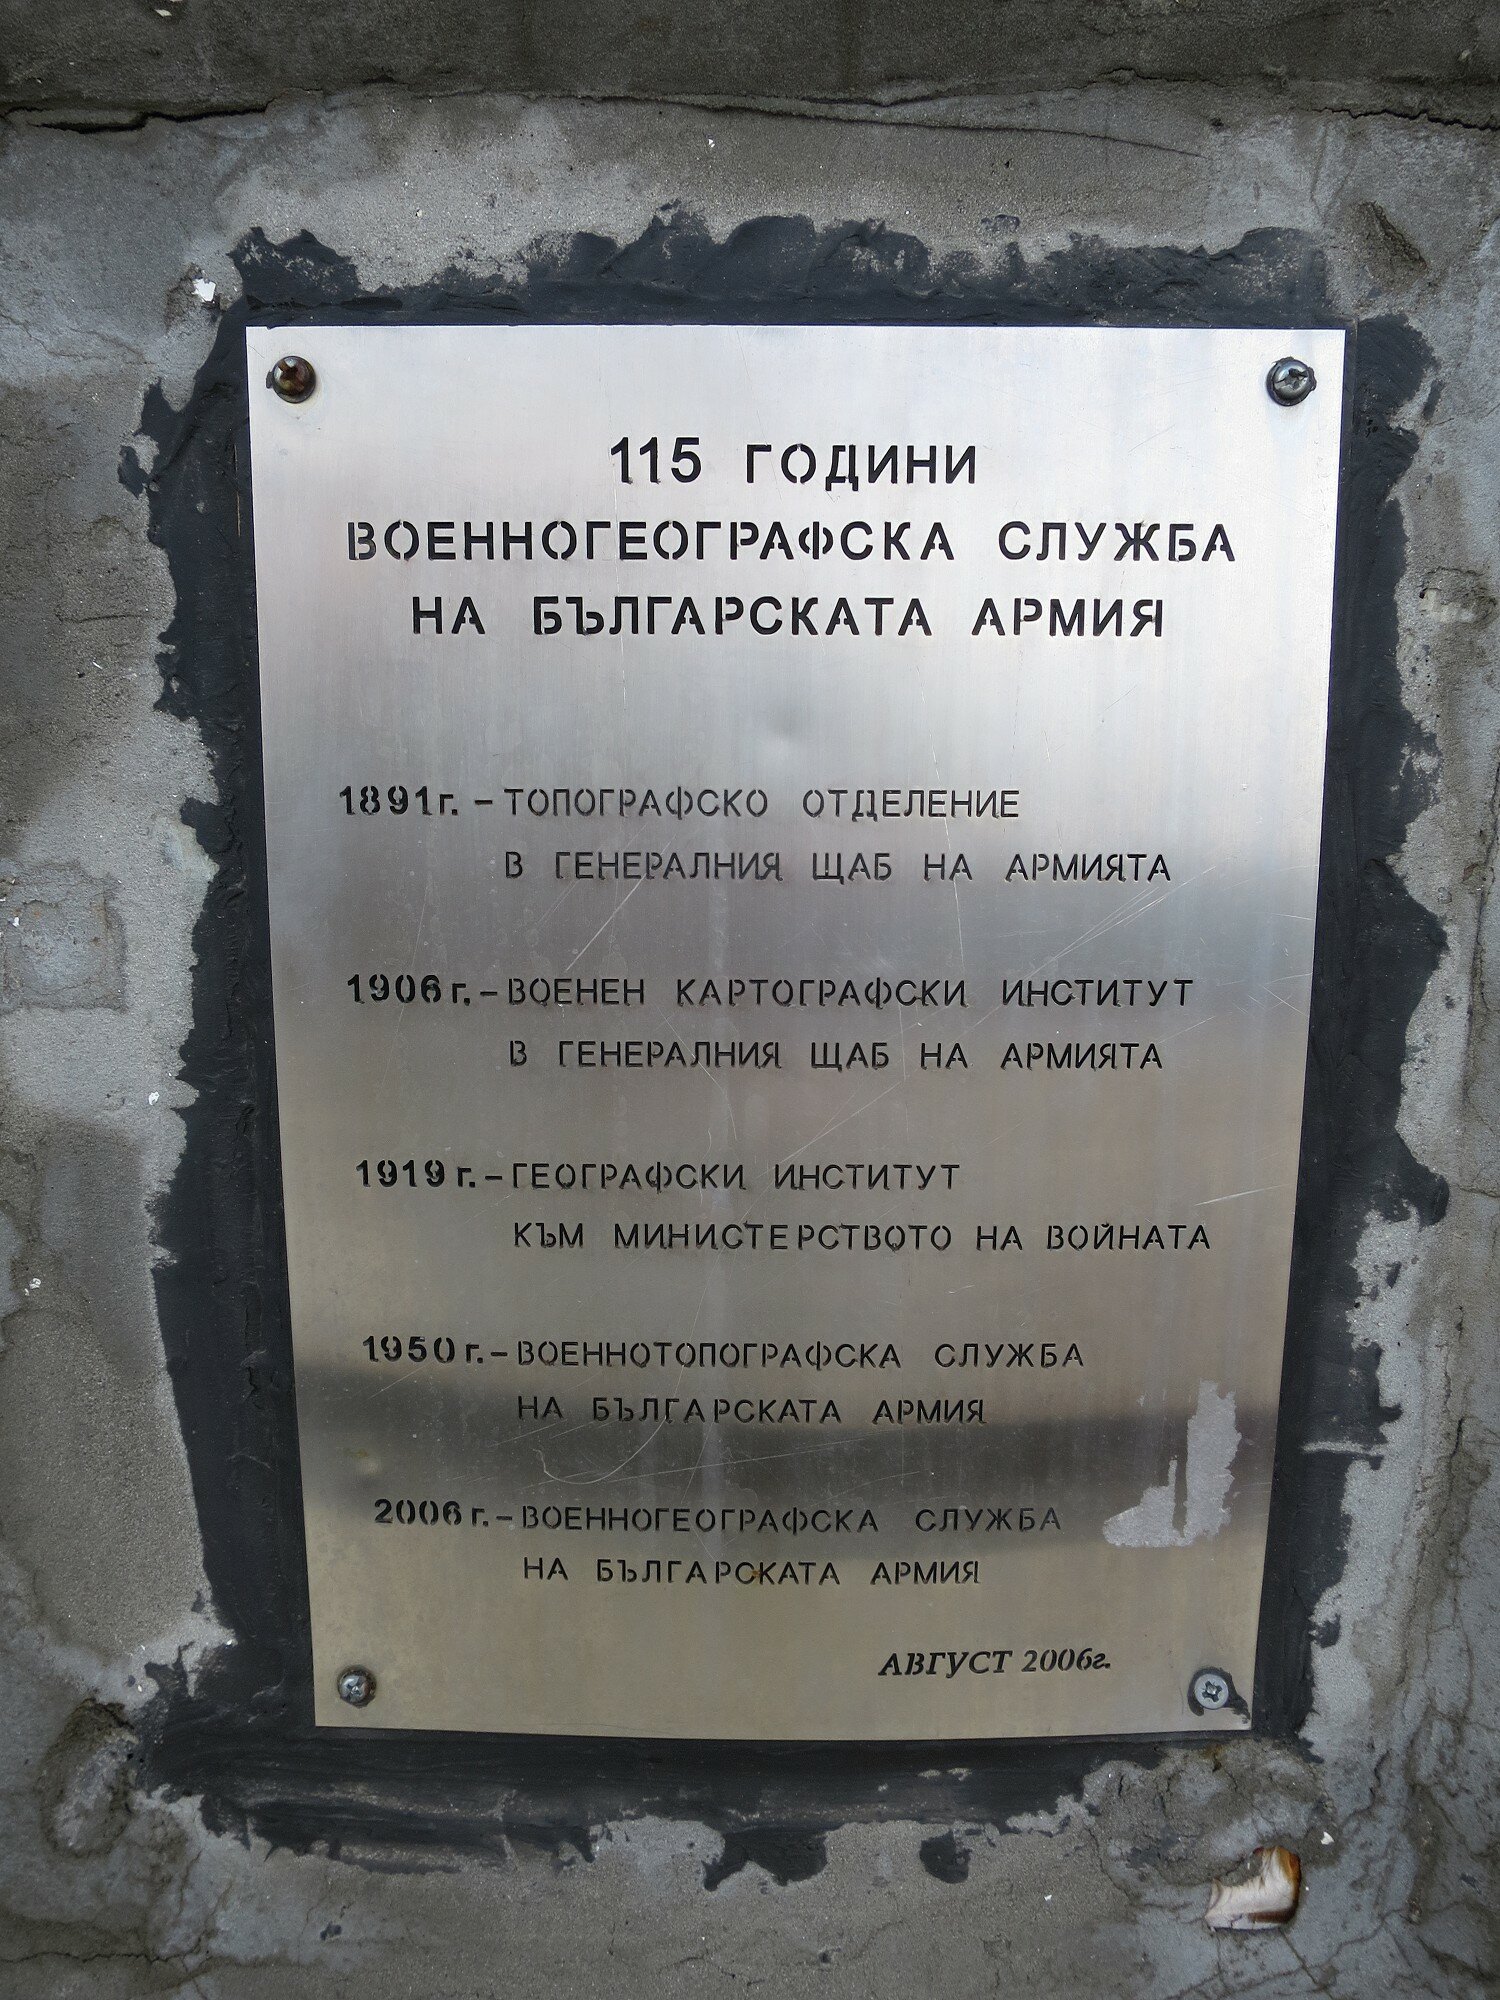 115 ГОДИНИ
ВОЕННОГЕОГРАФСКА СЛУЖБА
НА БЪЛГАРСКАТА АРМИЯ
1891г. – ТОПОГРАФСКО ОТДЕЛЕНИЕ
В ГЕНЕРАЛНИЯ ЩАБ НА АРМИЯТА
1906 г. – ВОЕНЕН КАРТОГРАФСКИ ИНСТИТУТ
В ГЕНЕРАЛНИЯ ЩАБ НА АРМИЯТА
1919 г. – ГЕОГРАФСКИ ИНСТИТУТ
КЪМ МИНИСТЕРСТВОТО НА ВОЙНАТА
1950 г. – ВОЕННОТОПОГРАФСКА СЛУЖБА
НА БЪЛГАРСКАТА АРМИЯ
2006 г. – ВОЕННОГЕОГРАФСКА СЛУЖБА
НА БЪЛГАРСКАТА АРМИЯ
АВГУСТ 2006г.